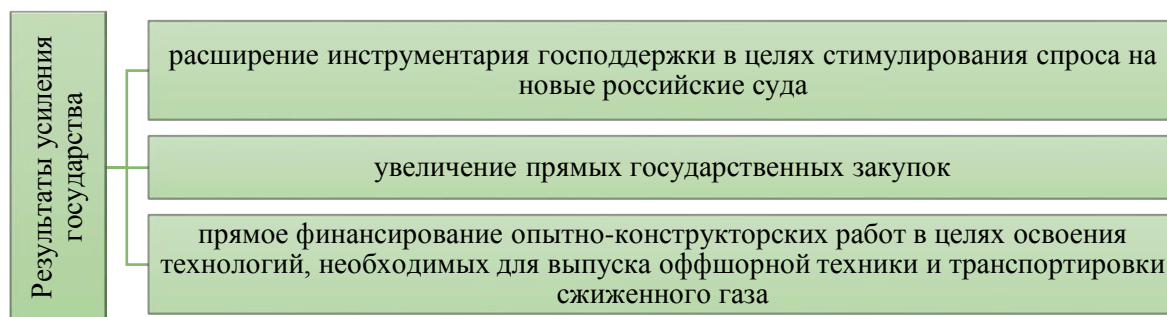 Результаты усиления
государства
расширение инструментария господдержки в целях стимулирования спроса на
новые российские суда
увеличение прямых государственных закупок
прямое финансирование опытно-конструкторских работ в целях освоения
технологий, необходимых для выпуска оффшорной техники и транспортировки
сжиженного газа